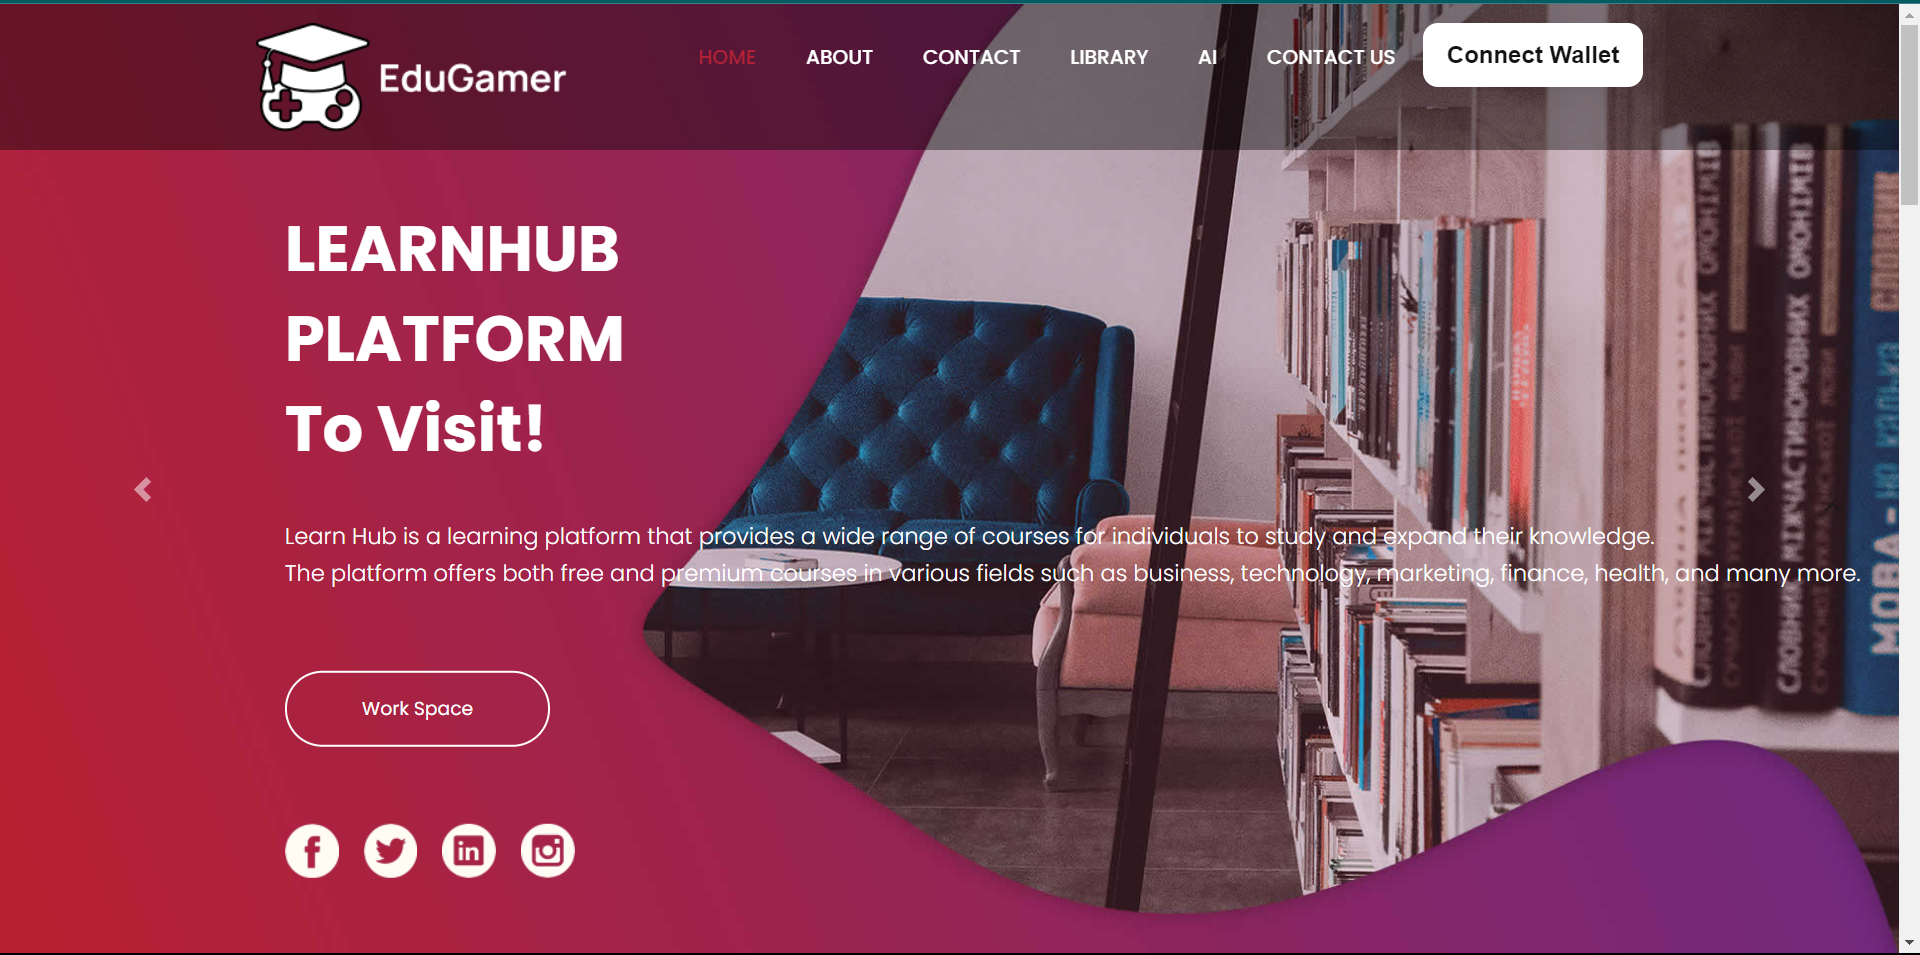 EduGamer
HOME ABOUT CONTACT LIBRARY AI CONTACT US Connect Wallet
LEARNHUB
PLATFORM
To Visit!
Learn Hub is a learning platform that provides a wide range of courses for individuals to study and expand their knowledge.
The platform offers both free and premium courses in various fields such as business, technology, marketing, finance, health, and many more.
Work Space